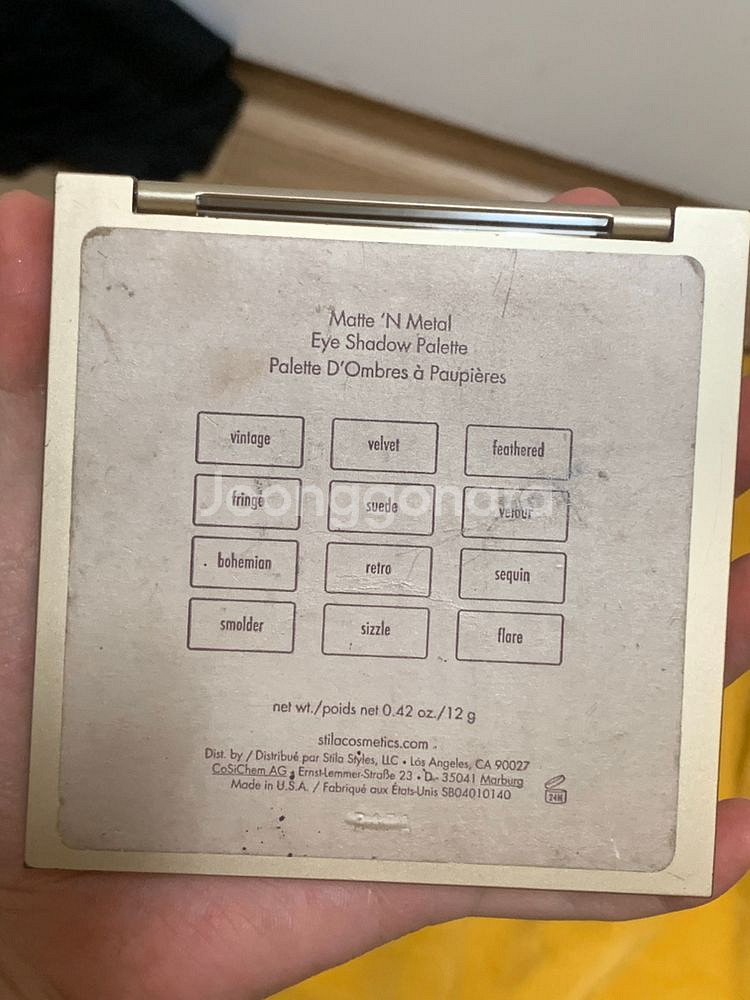 Matte 'N Metal
Eye Shadow Palette
Palette D'Ombres à Paupières
vintage velvet feathered
fringe suede velour
bohemian retro sequin
smolder sizzle flare
Joonggonara
net wt./poids net 0.42 oz./12 g
stilacosmetics.com
Dist. by / Distribué par Stila Styles, LLC • Los Angeles, CA 90027
CoSiChem AG • Ernst-Lemmer-Straße 23 • D- 35041 Marburg
Made in U.S.A. / Fabriqué aux États-Unis SB04010140
24M